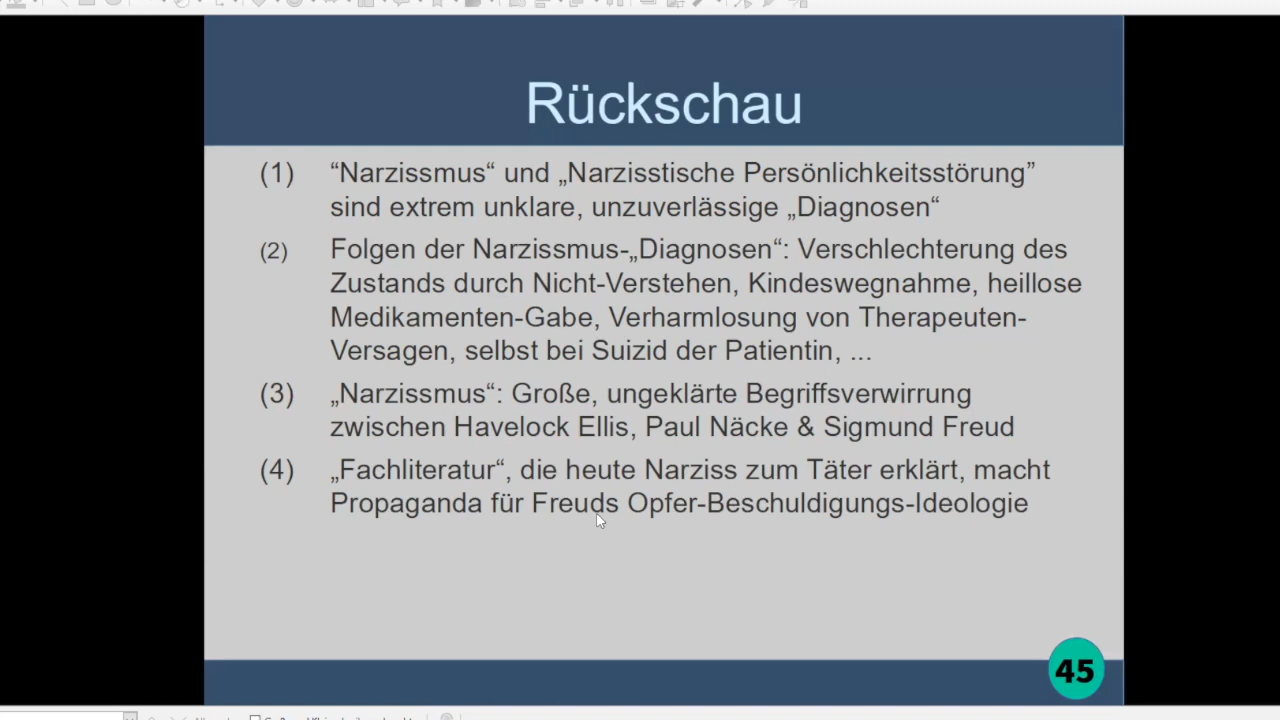 Rückschau
(1) “Narzissmus“ und „Narzisstische Persönlichkeitsstörung”
sind extrem unklare, unzuverlässige „Diagnosen“
(2) Folgen der Narzissmus-„Diagnosen“: Verschlechterung des
Zustands durch Nicht-Verstehen, Kindeswegnahme, heillose
Medikamenten-Gabe, Verharmlosung von Therapeuten-
Versagen, selbst bei Suizid der Patientin, ...
(3) „Narzissmus“: Große, ungeklärte Begriffsverwirrung
zwischen Havelock Ellis, Paul Näcke & Sigmund Freud
(4) „Fachliteratur“, die heute Narziss zum Täter erklärt, macht
Propaganda für Freuds Opfer-Beschuldigungs-Ideologie
45